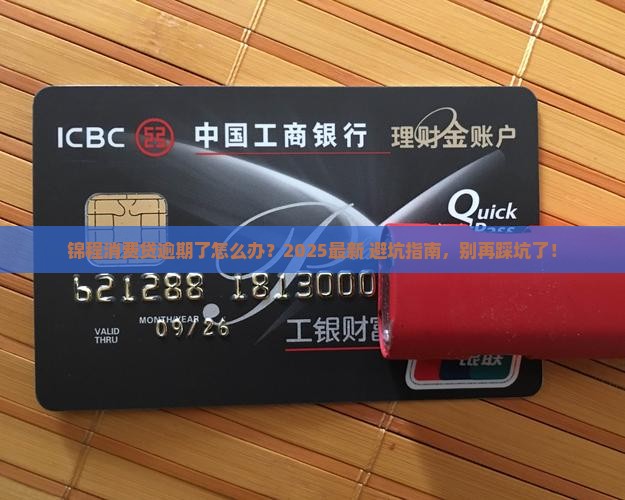 ICBC 中国工商银行 理财金账户
Quick
Pass
锦程消费贷逾期了怎么办？2025最新 避坑指南，别再踩坑了！
621288 1813000
MONTH/YEAR
VALID
THRU
09/26
工银财富
银联